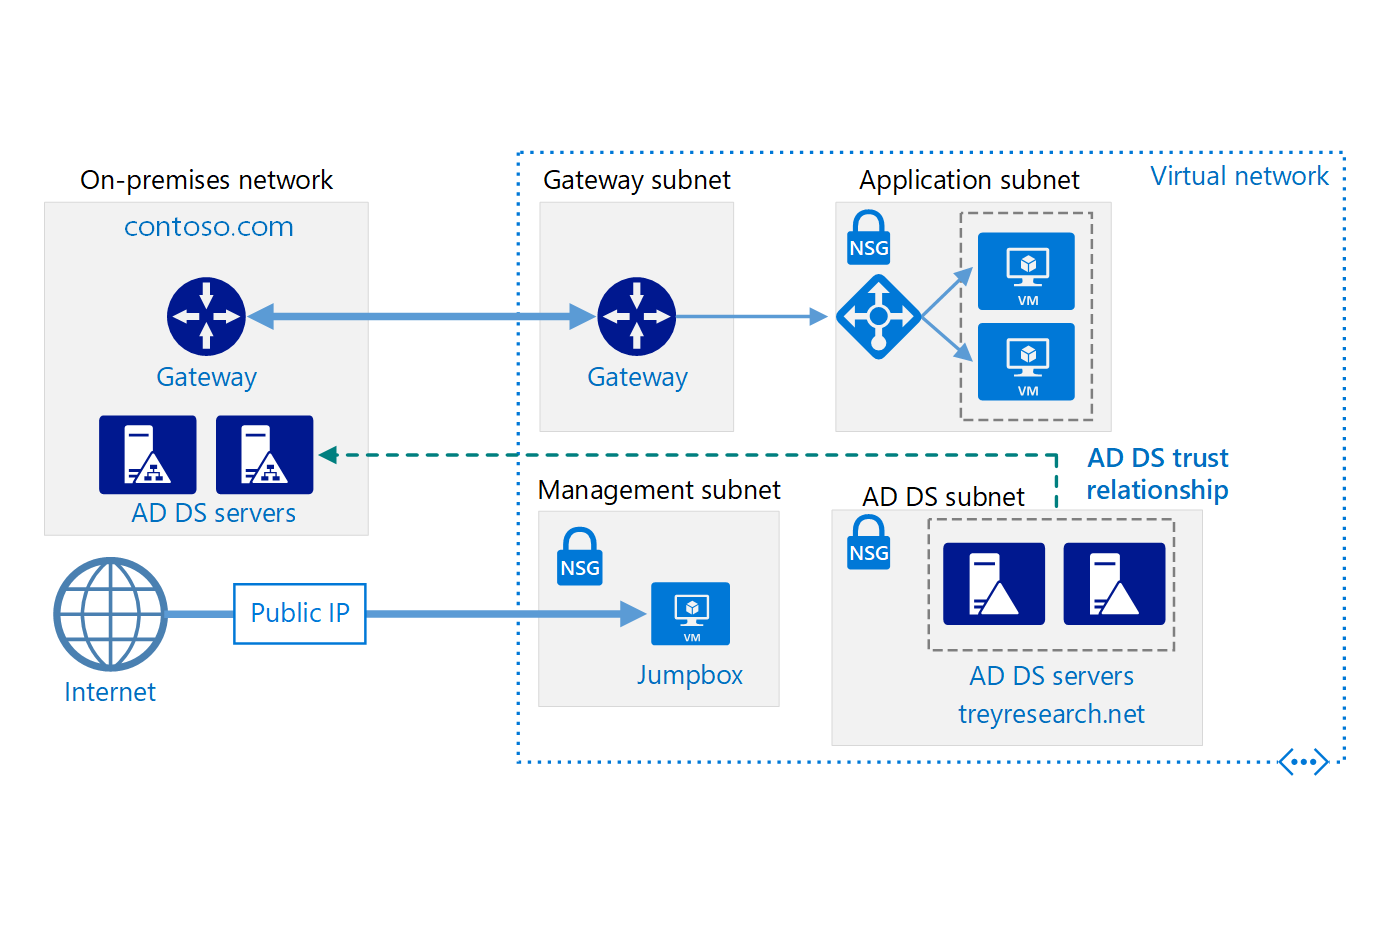 On-premises network
contoso.com
Gateway
AD DS servers
Internet
Public IP
Virtual network
Gateway subnet
Gateway
Application subnet
NSG
VM
VM
AD DS trust
relationship
Management subnet
NSG
VM
Jumpbox
AD DS subnet
NSG
AD DS servers
treyresearch.net